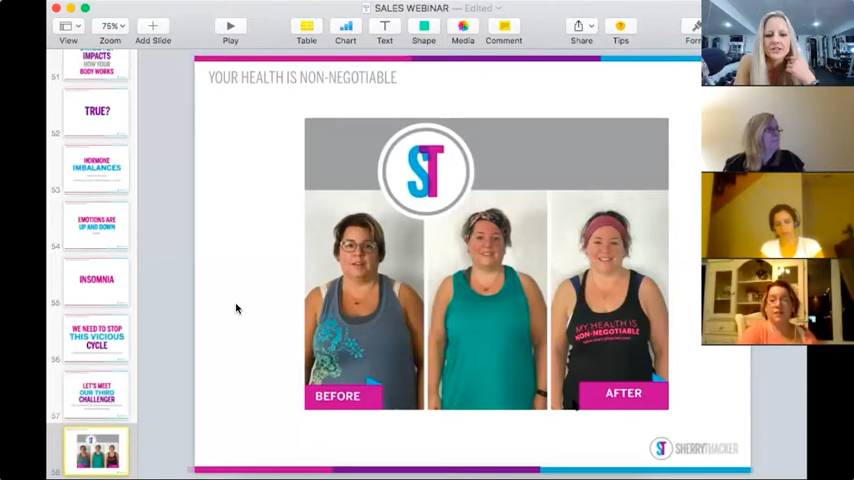 SALES WEBINAR — Edited
75%
View
Zoom
Add Slide
Play
Table
Chart
Text
Shape
Media
Comment
Share
Tips
IMPACTS
HOW YOUR
BODY WORKS
51
TRUE?
52
HORMONE
IMBALANCES
53
EMOTIONS ARE
UP AND DOWN
54
INSOMNIA
55
WE NEED TO STOP
THIS VICIOUS
CYCLE
56
LET'S MEET
OUR THIRD
CHALLENGER
57
58
YOUR HEALTH IS NON-NEGOTIABLE
ST
MY HEALTH IS
NON-NEGOTIABLE
BEFORE
AFTER
ST SHERRYTHACKER